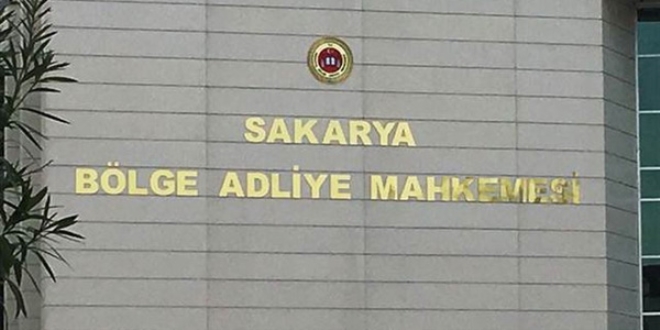 SAKARYA
BÖLGE ADLİYE MAHKEMESİ